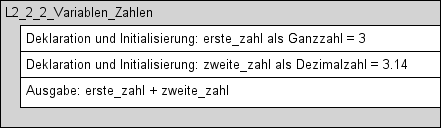 L2_2_2_Variablen_Zahlen
Deklaration und Initialisierung: erste_zahl als Ganzzahl = 3
Deklaration und Initialisierung: zweite_zahl als Dezimalzahl = 3.14
Ausgabe: erste_zahl + zweite_zahl